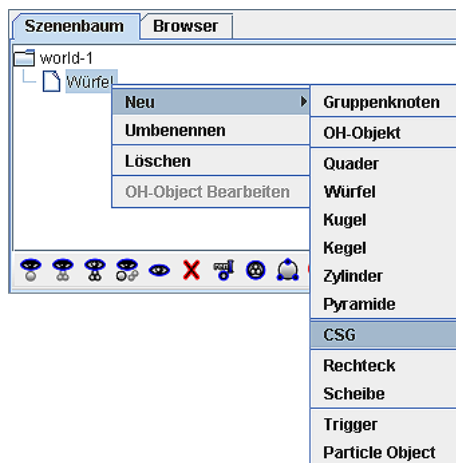 Szenenbaum Browser
world-1
Würfel
Neu
Umbenennen
Löschen
OH-Object Bearbeiten
Gruppenknoten
OH-Objekt
Quader
Würfel
Kugel
Kegel
Zylinder
Pyramide
CSG
Rechteck
Scheibe
Trigger
Particle Object